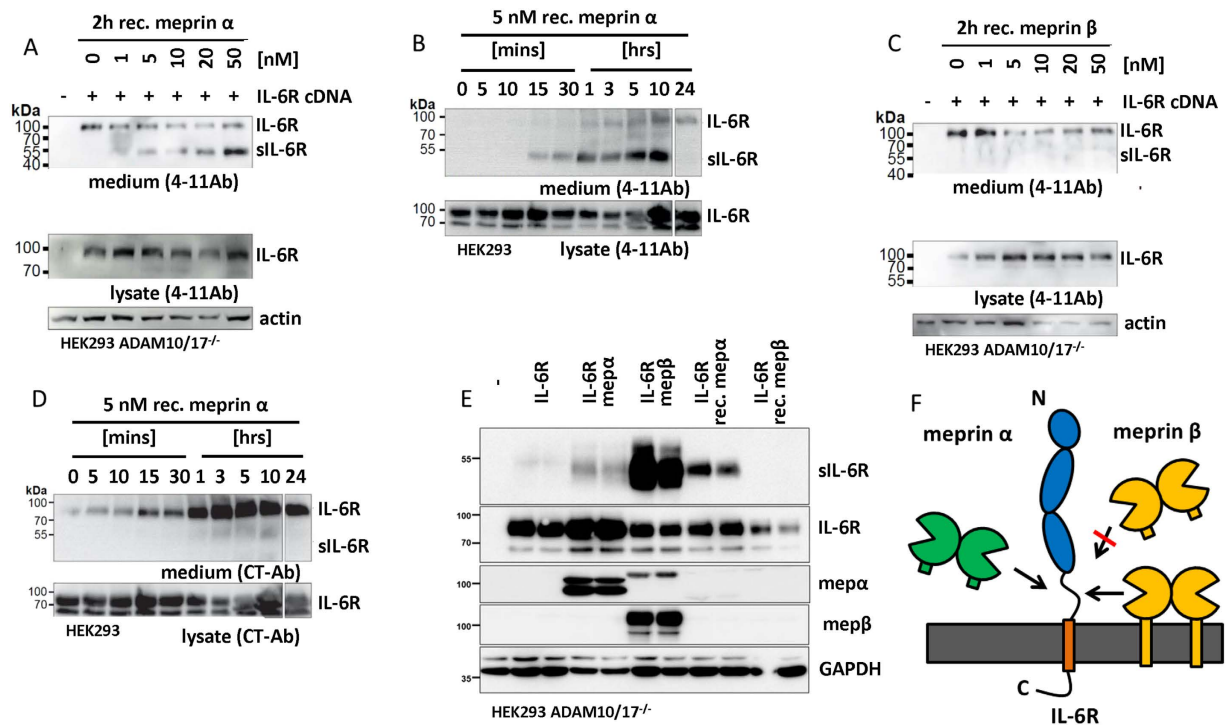 A
2h rec. meprin α
0 1 5 10 20 50 [nM]
- + + + + + + IL-6R cDNA
kDa
100 IL-6R
70
55 sIL-6R
40
medium (4-11Ab)
100 IL-6R
70
lysate (4-11Ab)
actin
HEK293 ADAM10/17-/-
B
5 nM rec. meprin α
[mins] [hrs]
0 5 10 15 30 1 3 5 10 24
kDa
100 IL-6R
70
55 sIL-6R
medium (4-11Ab)
100 IL-6R
70
HEK293 lysate (4-11Ab)
C
2h rec. meprin β
0 1 5 10 20 50 [nM]
- + + + + + + IL-6R cDNA
kDa
100 IL-6R
70
55 sIL-6R
40
medium (4-11Ab)
100 IL-6R
70
lysate (4-11Ab)
actin
HEK293 ADAM10/17-/-
D
5 nM rec. meprin α
[mins] [hrs]
0 5 10 15 30 1 3 5 10 24
kDa
100 IL-6R
70
55
sIL-6R
medium (CT-Ab)
100 IL-6R
70
HEK293 lysate (CT-Ab)
E
-
IL-6R
IL-6R
mepα
IL-6R
mepβ
IL-6R
rec. mepα
IL-6R
rec. mepβ
55 sIL-6R
100 IL-6R
70
100 mepα
100 mepβ
GAPDH
35
HEK293 ADAM10/17-/-
F
N
meprin α meprin β
C
IL-6R